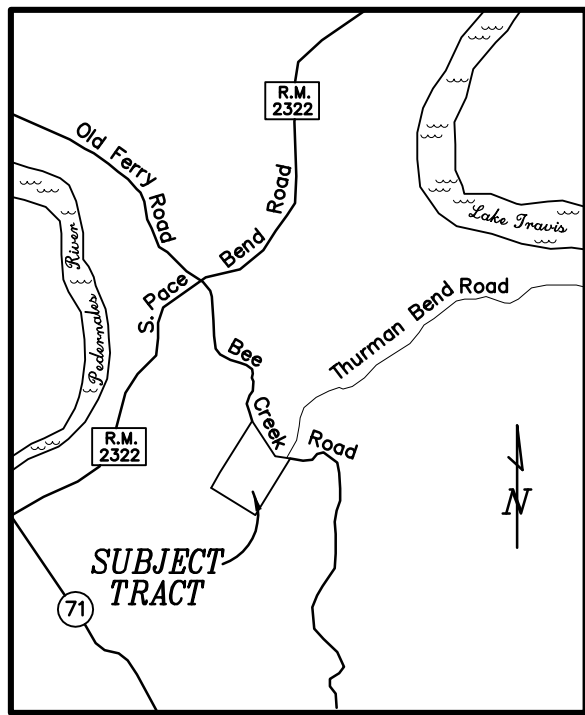 R.M.
2322
Old Ferry Road
Lake Travis
River
Pedernales
S. Pace Bend Road
Thurman Bend Road
Bee Creek Road
R.M.
2322
N
SUBJECT
TRACT
71